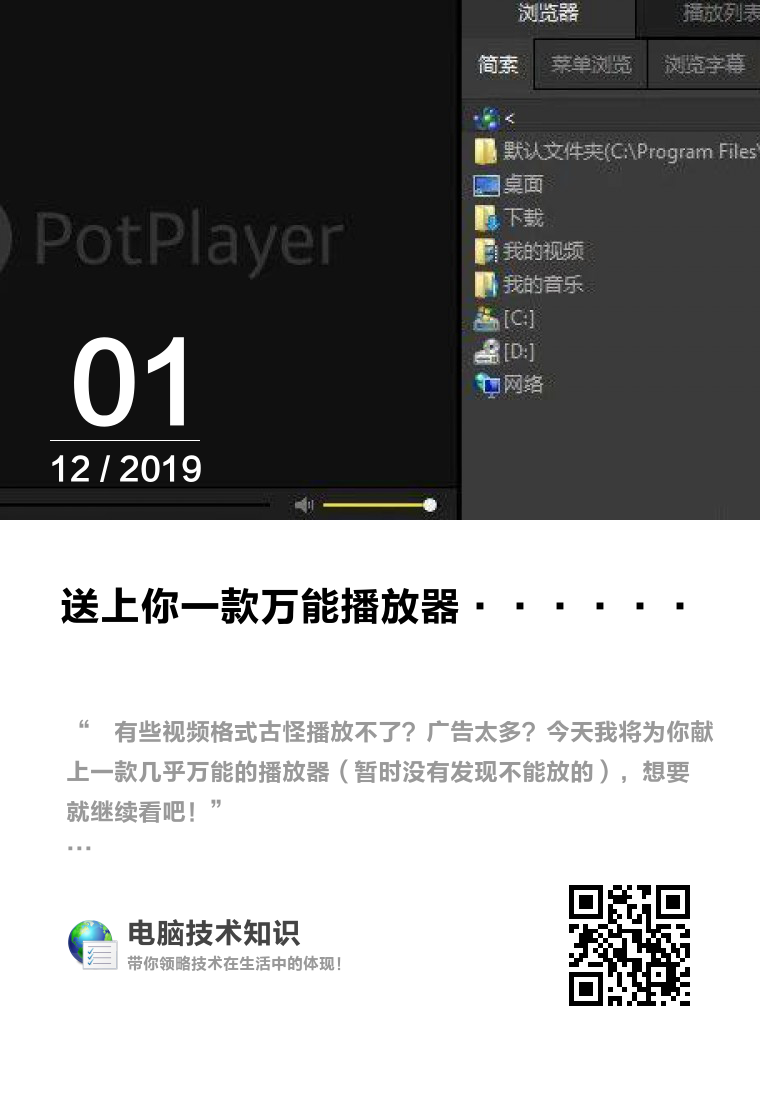 浏览器
播放列表
简索
菜单浏览
浏览字幕
<
默认文件夹(C:\Program Files\
桌面
下载
我的视频
我的音乐
[C:]
[D:]
网络
PotPlayer
01
12 / 2019
送上你一款万能播放器······
“ 有些视频格式古怪播放不了？广告太多？今天我将为你献
上一款几乎万能的播放器（暂时没有发现不能放的），想要
就继续看吧！”
...
电脑技术知识
带你领略技术在生活中的体现！